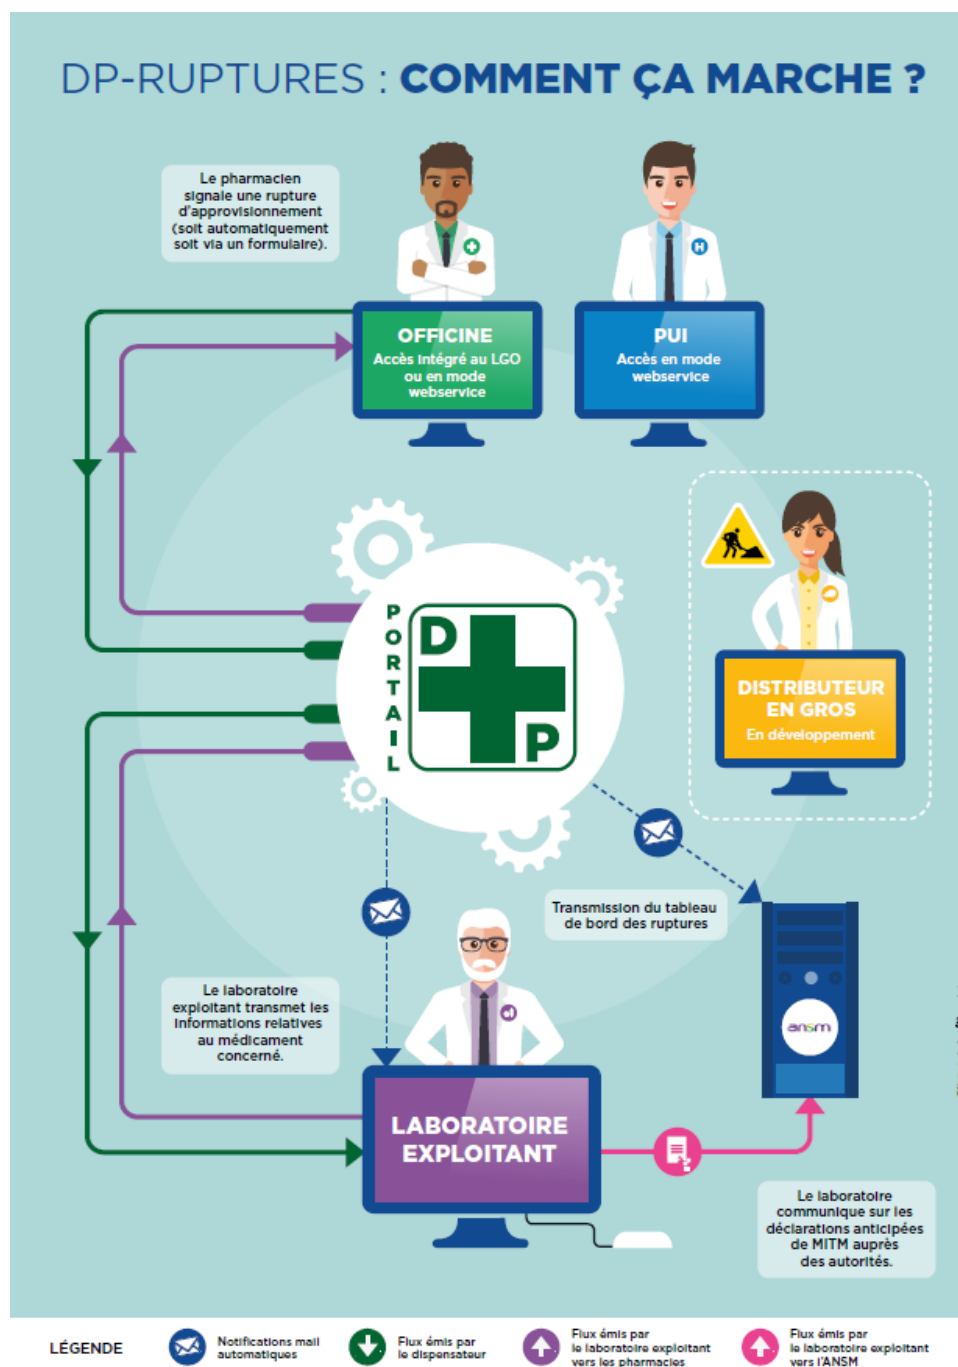 DP-RUPTURES : COMMENT ÇA MARCHE ?
Le pharmacien
signale une rupture
d'approvisionnement
(soit automatiquement
soit via un formulaire).
OFFICINE
Accès intégré au LGO
ou en mode
webservice
PUI
Accès en mode
webservice
H
PORTAIL
D
P
DISTRIBUTEUR
EN GROS
En développement
Transmission du tableau
de bord des ruptures
Le laboratoire
exploitant transmet les
informations relatives
au médicament
concerné.
ansm
LABORATOIRE
EXPLOITANT
Le laboratoire
communique sur les
déclarations anticipées
de MITM auprès
des autorités.
LÉGENDE
Notifications mail
automatiques
Flux émis par
le dispensateur
Flux émis par
le laboratoire exploitant
vers les pharmacies
Flux émis par
le laboratoire exploitant
vers l'ANSM